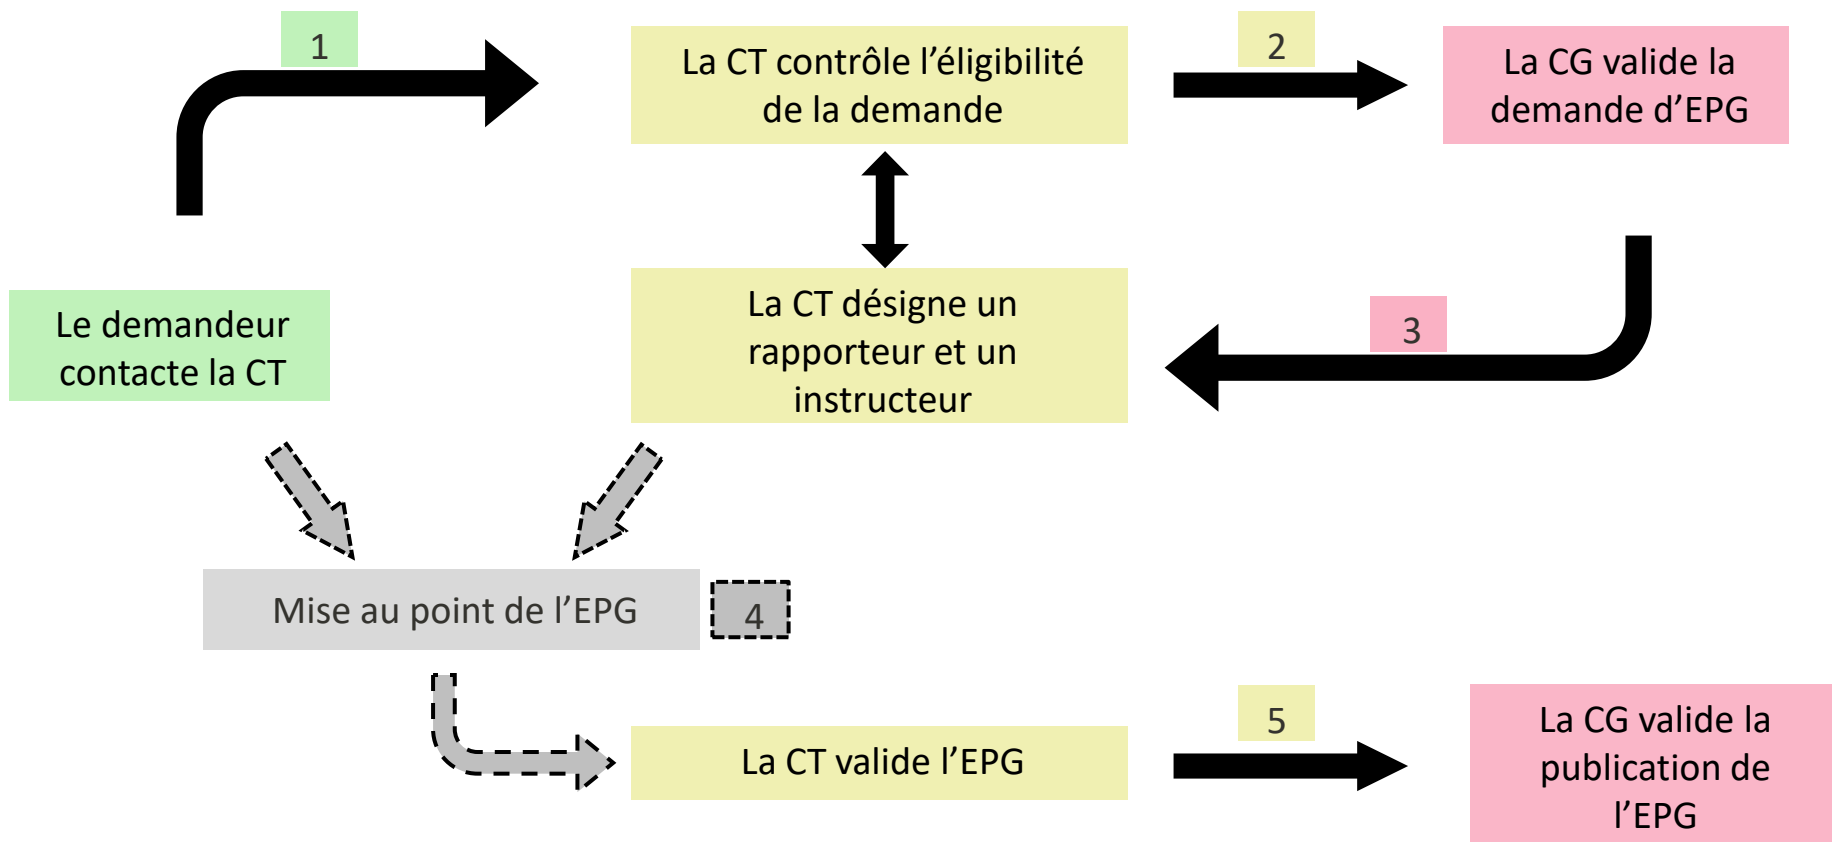 1
La CT contrôle l’éligibilité
de la demande
2
La CG valide la
demande d’EPG
Le demandeur
contacte la CT
La CT désigne un
rapporteur et un
instructeur
3
Mise au point de l’EPG
4
La CT valide l’EPG
5
La CG valide la
publication de
l’EPG